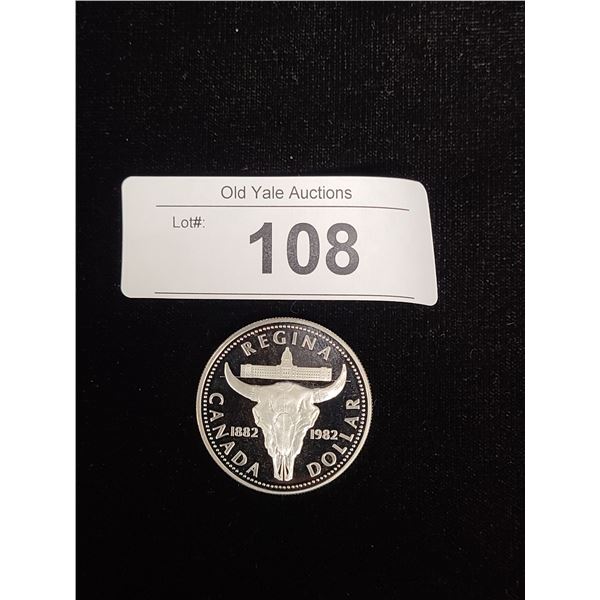 Old Yale Auctions
Lot#:
108
REGINA
1882 1982
CANADA DOLLAR